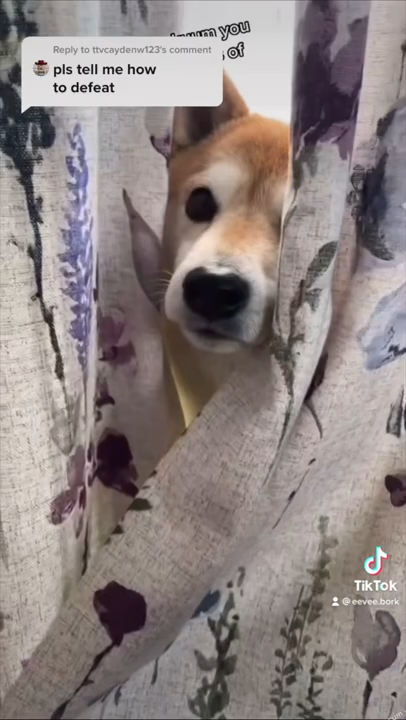 you
of
Reply to ttvcaydenw123's comment
pls tell me how
to defeat
TikTok
@eevee.bork